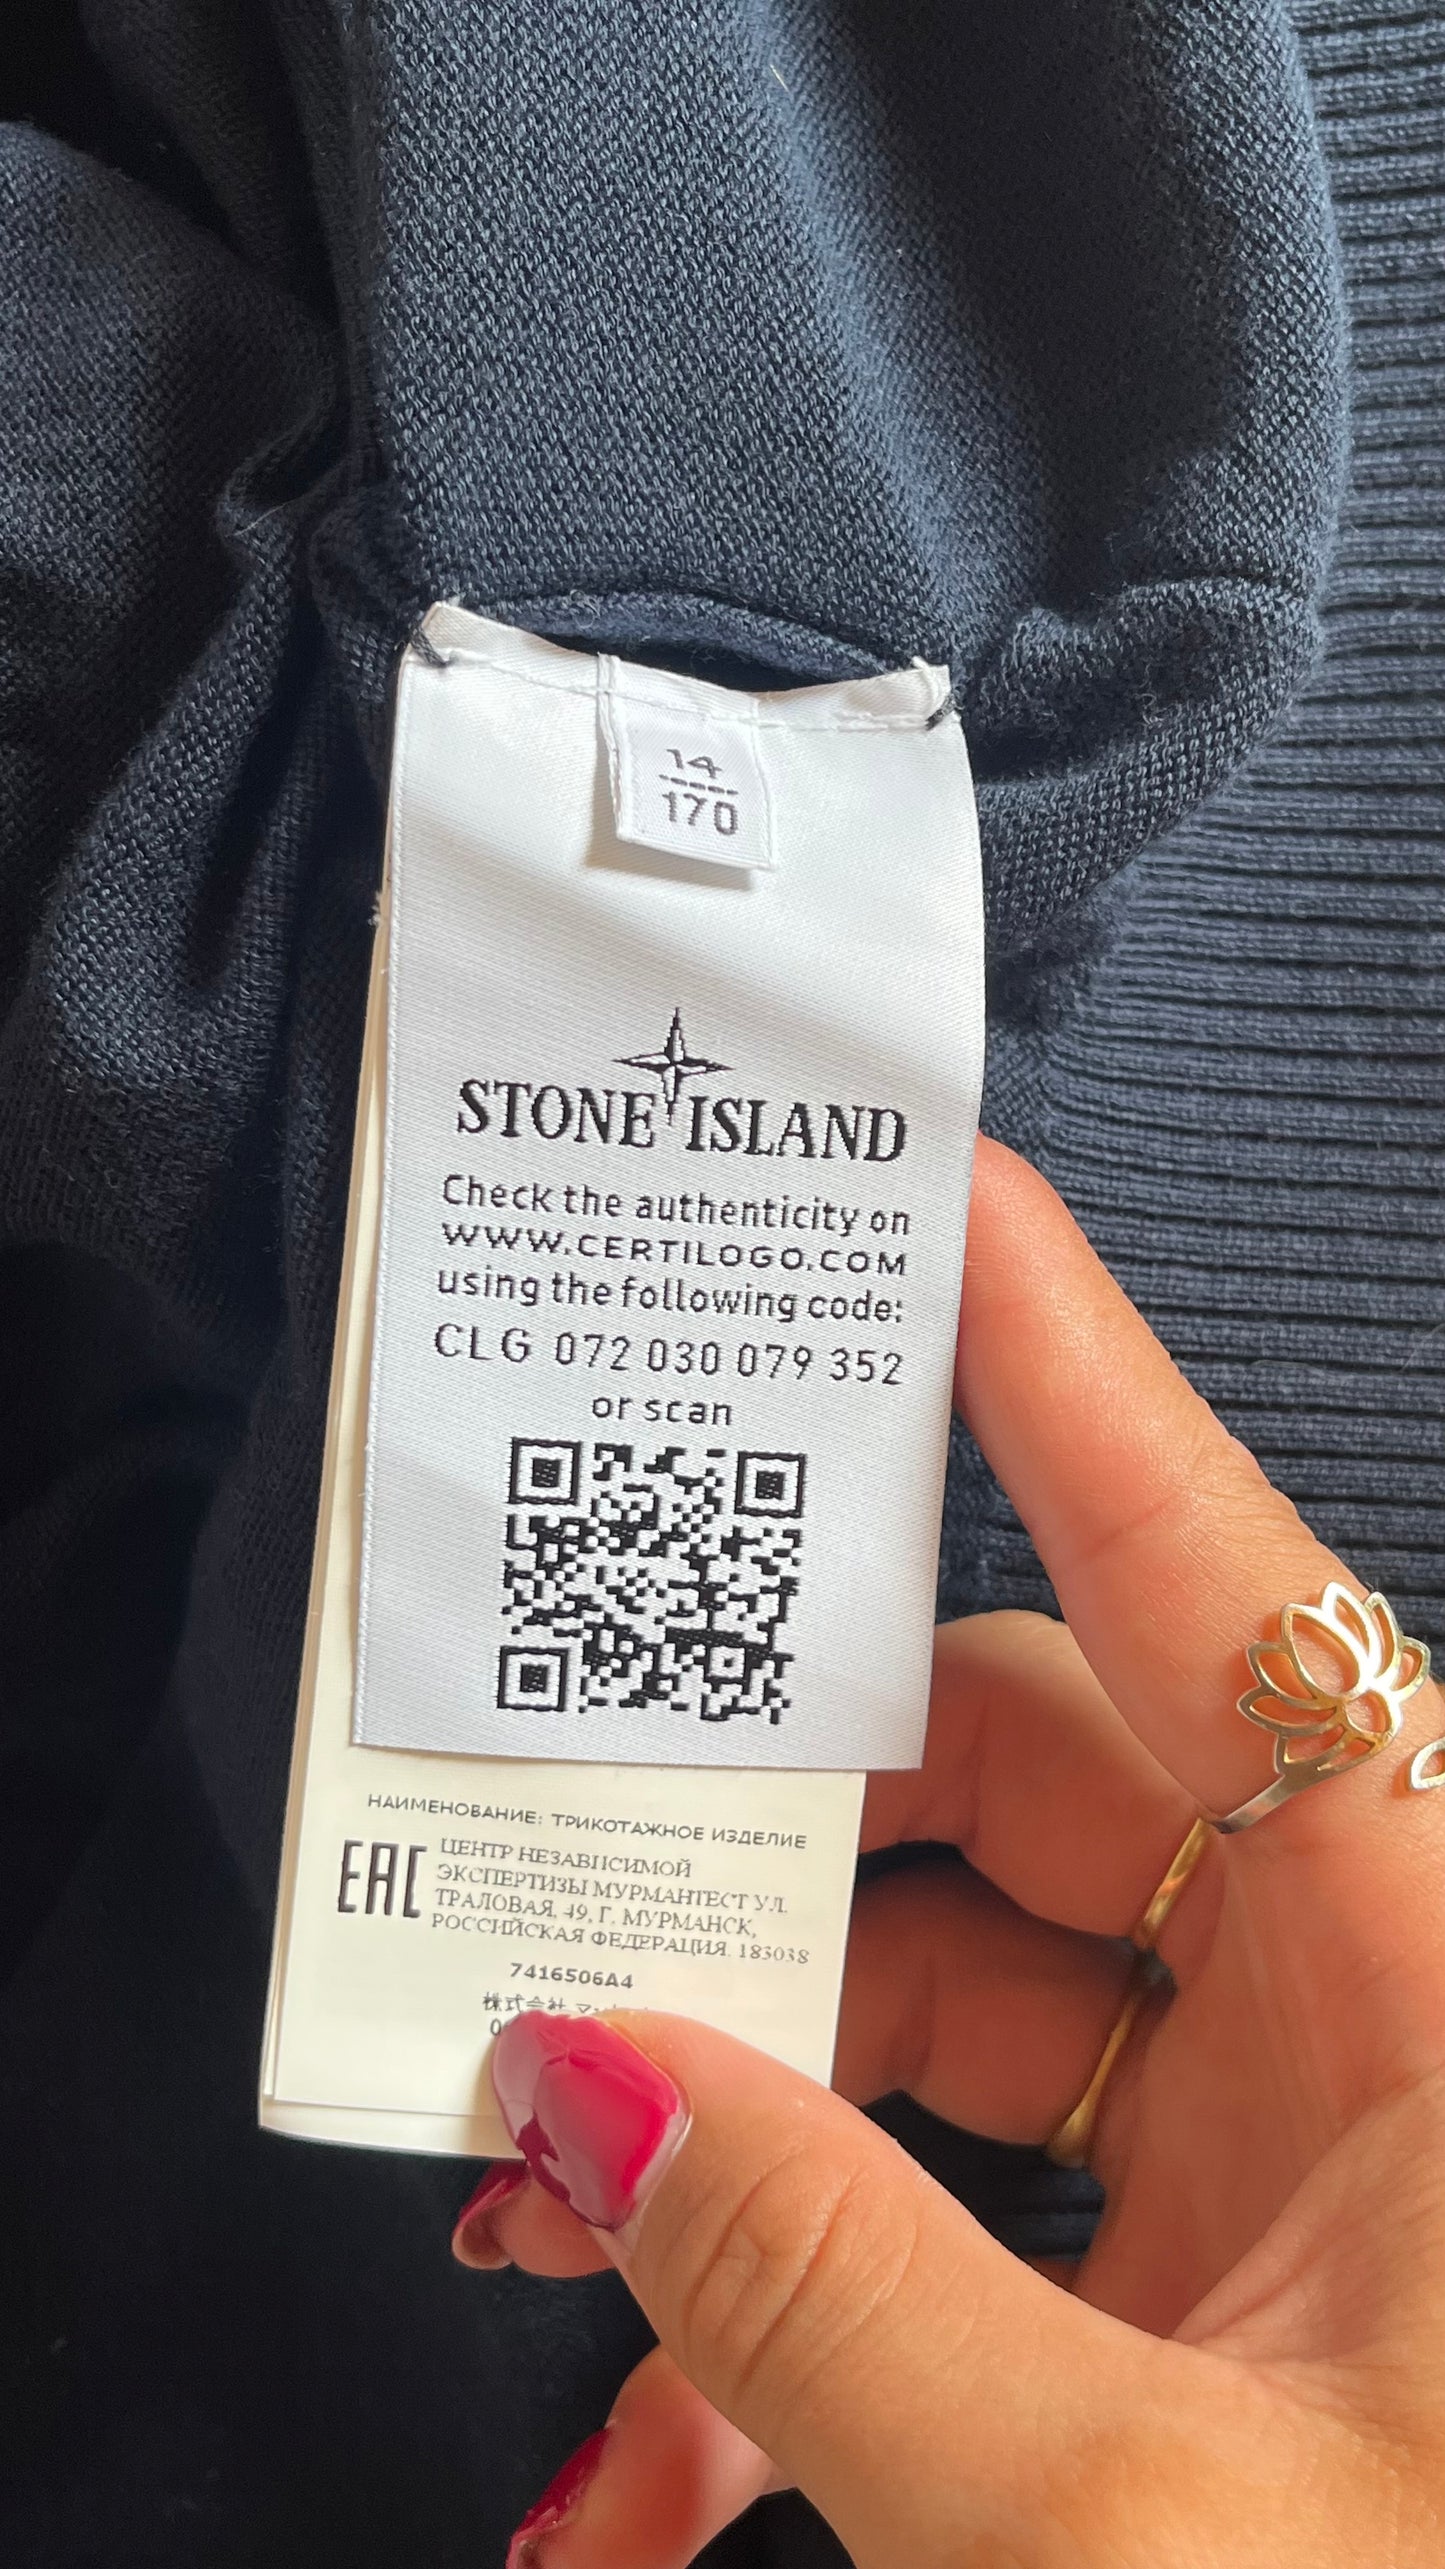 14
170
STONE ISLAND
Check the authenticity on
WWW.CERTILOGO.COM
using the following code:
CLG 072 030 079 352
or scan
НАИМЕНОВАНИЕ: ТРИКОТАЖНОЕ ИЗДЕЛИЕ
EAC
ЦЕНТР НЕЗАВИСИМОЙ
ЭКСПЕРТИЗЫ МУРМАНТЕСТ УЛ.
ТРАЛОВАЯ, 49, Г. МУРМАНСК,
РОССИЙСКАЯ ФЕДЕРАЦИЯ. 183038
7416506A4
株式会社